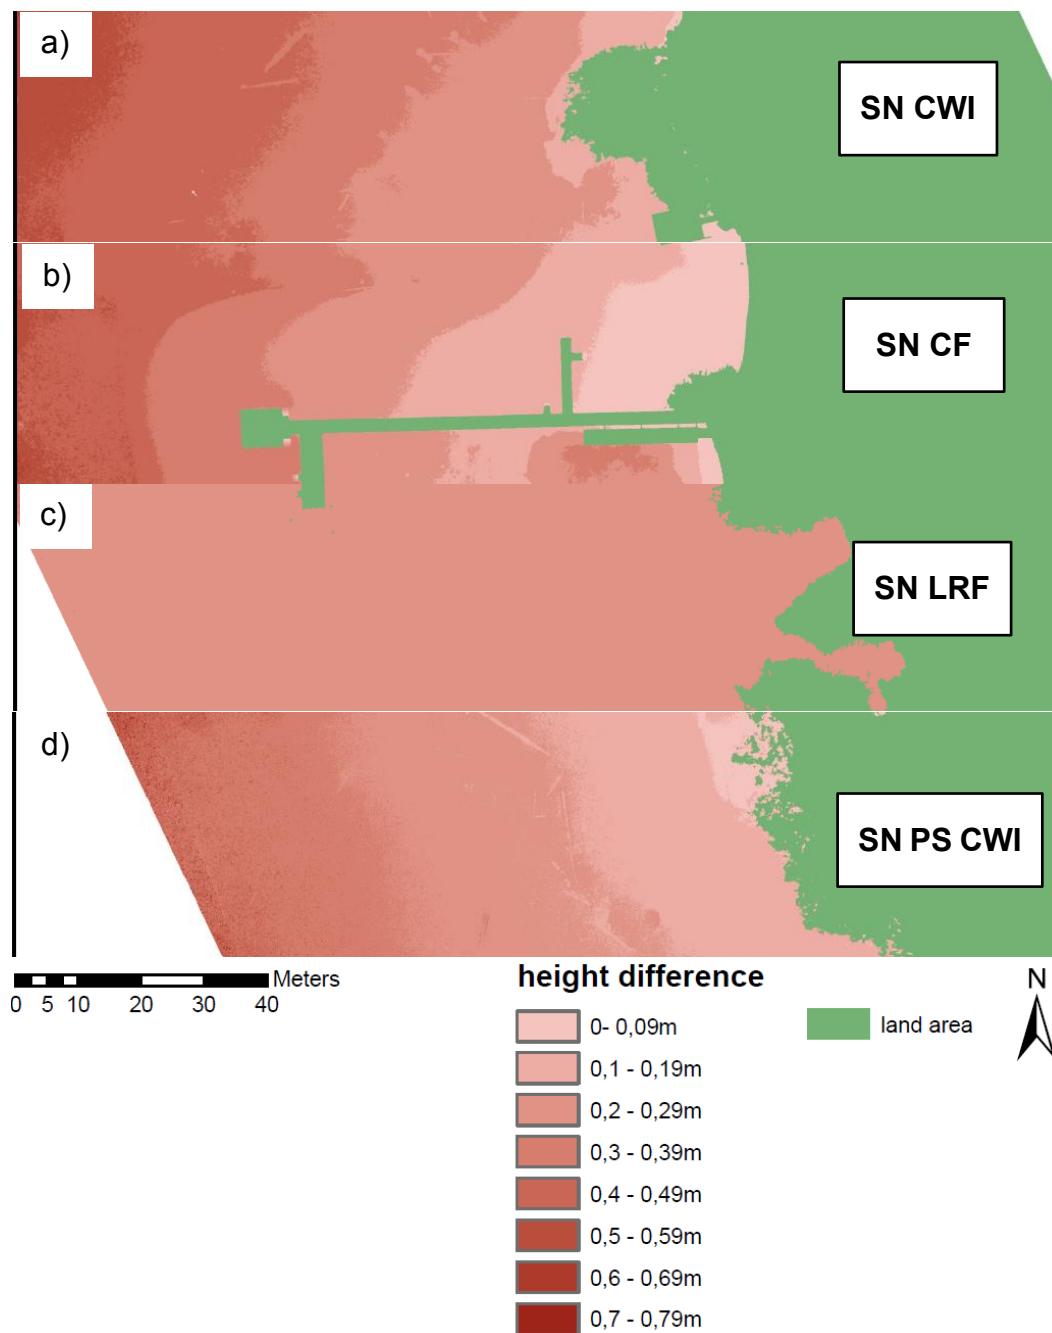 a)
SN CWI
b)
SN CF
c)
SN LRF
d)
SN PS CWI
Meters
0 5 10 20 30 40
height difference
0- 0,09m
0,1 - 0,19m
0,2 - 0,29m
0,3 - 0,39m
0,4 - 0,49m
0,5 - 0,59m
0,6 - 0,69m
0,7 - 0,79m
land area
N